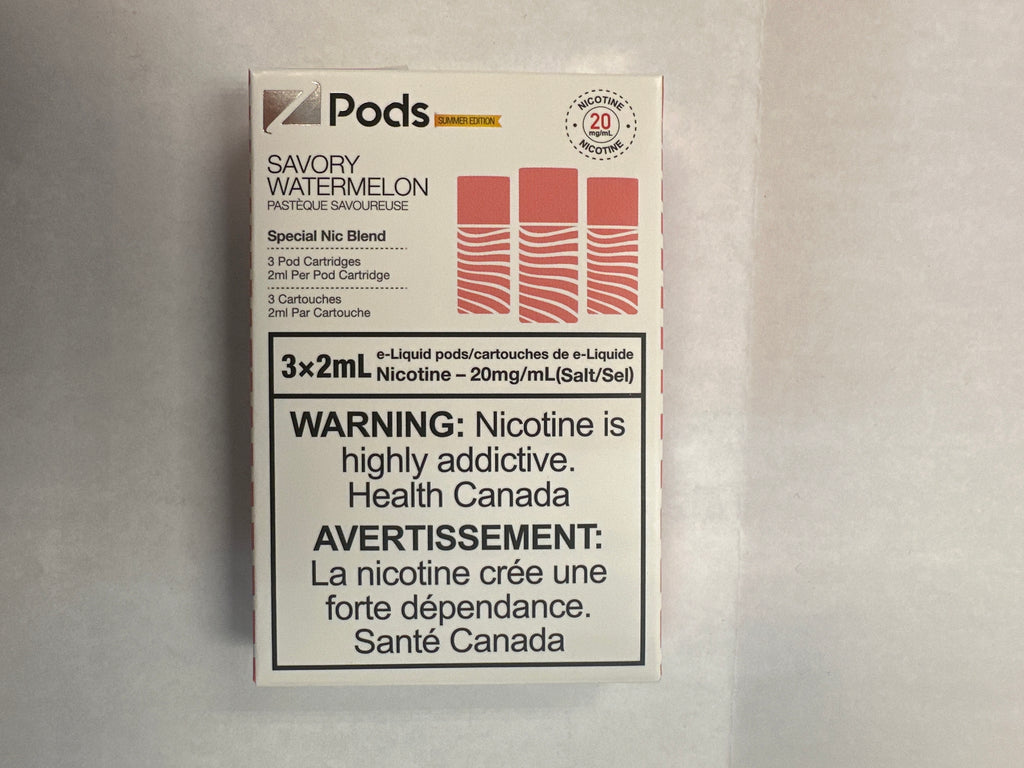 Z Pods SUMMER EDITION
NICOTINE
20
mg/mL
NICOTINE
SAVORY
WATERMELON
PASTÈQUE SAVOUREUSE
Special Nic Blend
3 Pod Cartridges
2ml Per Pod Cartridge
3 Cartouches
2ml Par Cartouche
3×2mL e-Liquid pods/cartouches de e-Liquide
Nicotine – 20mg/mL(Salt/Sel)
WARNING: Nicotine is
highly addictive.
Health Canada
AVERTISSEMENT:
La nicotine crée une
forte dépendance.
Santé Canada